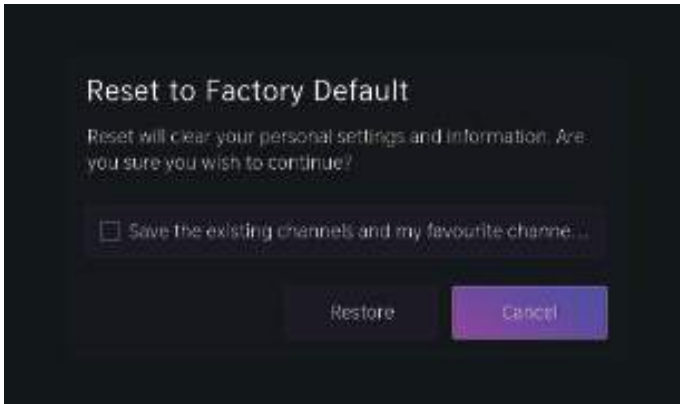 Reset to Factory Default
Reset will clear your personal settings and information. Are
you sure you wish to continue?
Save the existing channels and my favourite channe...
Restore
Cancel